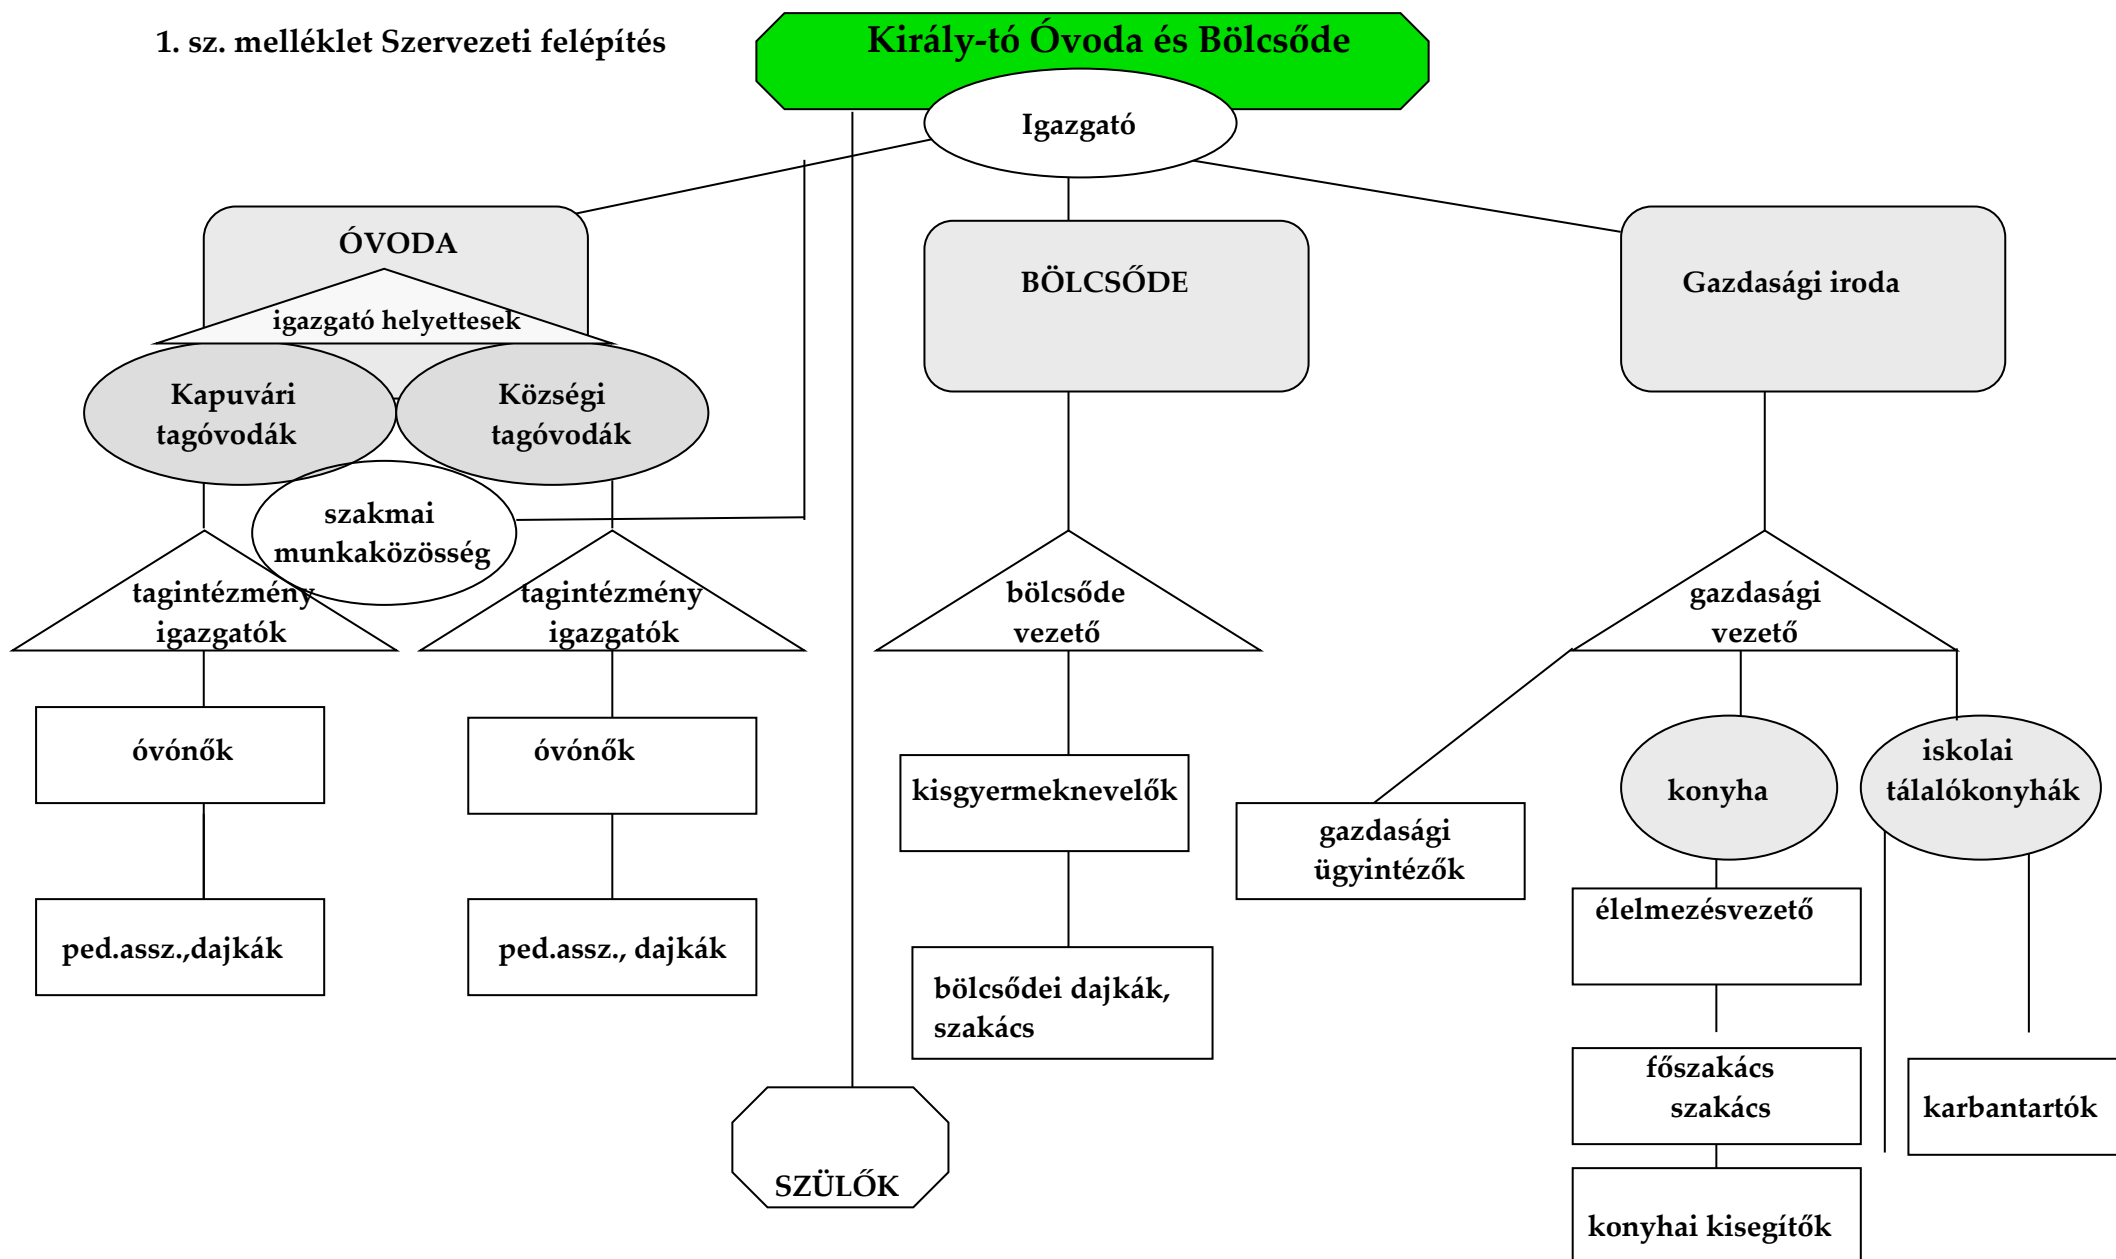 1. sz. melléklet Szervezeti felépítés
Király-tó Óvoda és Bölcsőde
Igazgató
ÓVODA
igazgató helyettesek
Kapuvári
tagóvodák
Községi
tagóvodák
szakmai
munkaközösség
tagintézmény
igazgatók
tagintézmény
igazgatók
óvónők
óvónők
ped.assz.,dajkák
ped.assz., dajkák
SZÜLŐK
BÖLCSŐDE
bölcsőde
vezető
kisgyermeknevelők
bölcsődei dajkák,
szakács
Gazdasági iroda
gazdasági
vezető
gazdasági
ügyintézők
konyha
élelmezésvezető
főszakács
szakács
konyhai kisegítők
iskolai
tálalókonyhák
karbantartók